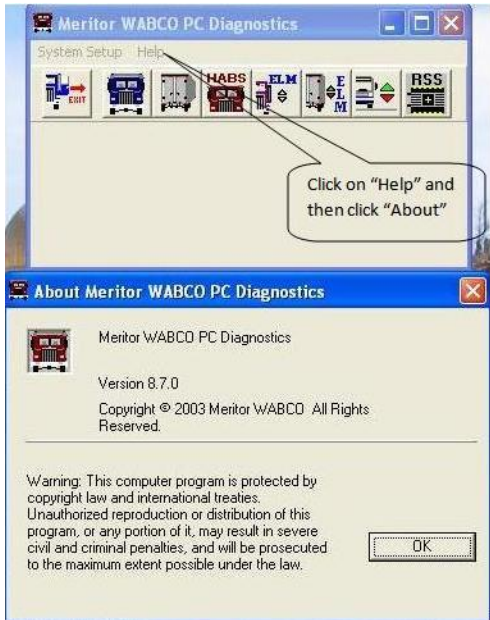 Meritor WABCO PC Diagnostics
System Setup Help
EXIT HABS ELM ELM RSS
Click on "Help" and
then click "About"
About Meritor WABCO PC Diagnostics
Meritor WABCO PC Diagnostics
Version 8.7.0
Copyright © 2003 Meritor WABCO All Rights
Reserved.
Warning: This computer program is protected by
copyright law and international treaties.
Unauthorized reproduction or distribution of this
program, or any portion of it, may result in severe
civil and criminal penalties, and will be prosecuted
to the maximum extent possible under the law.
OK